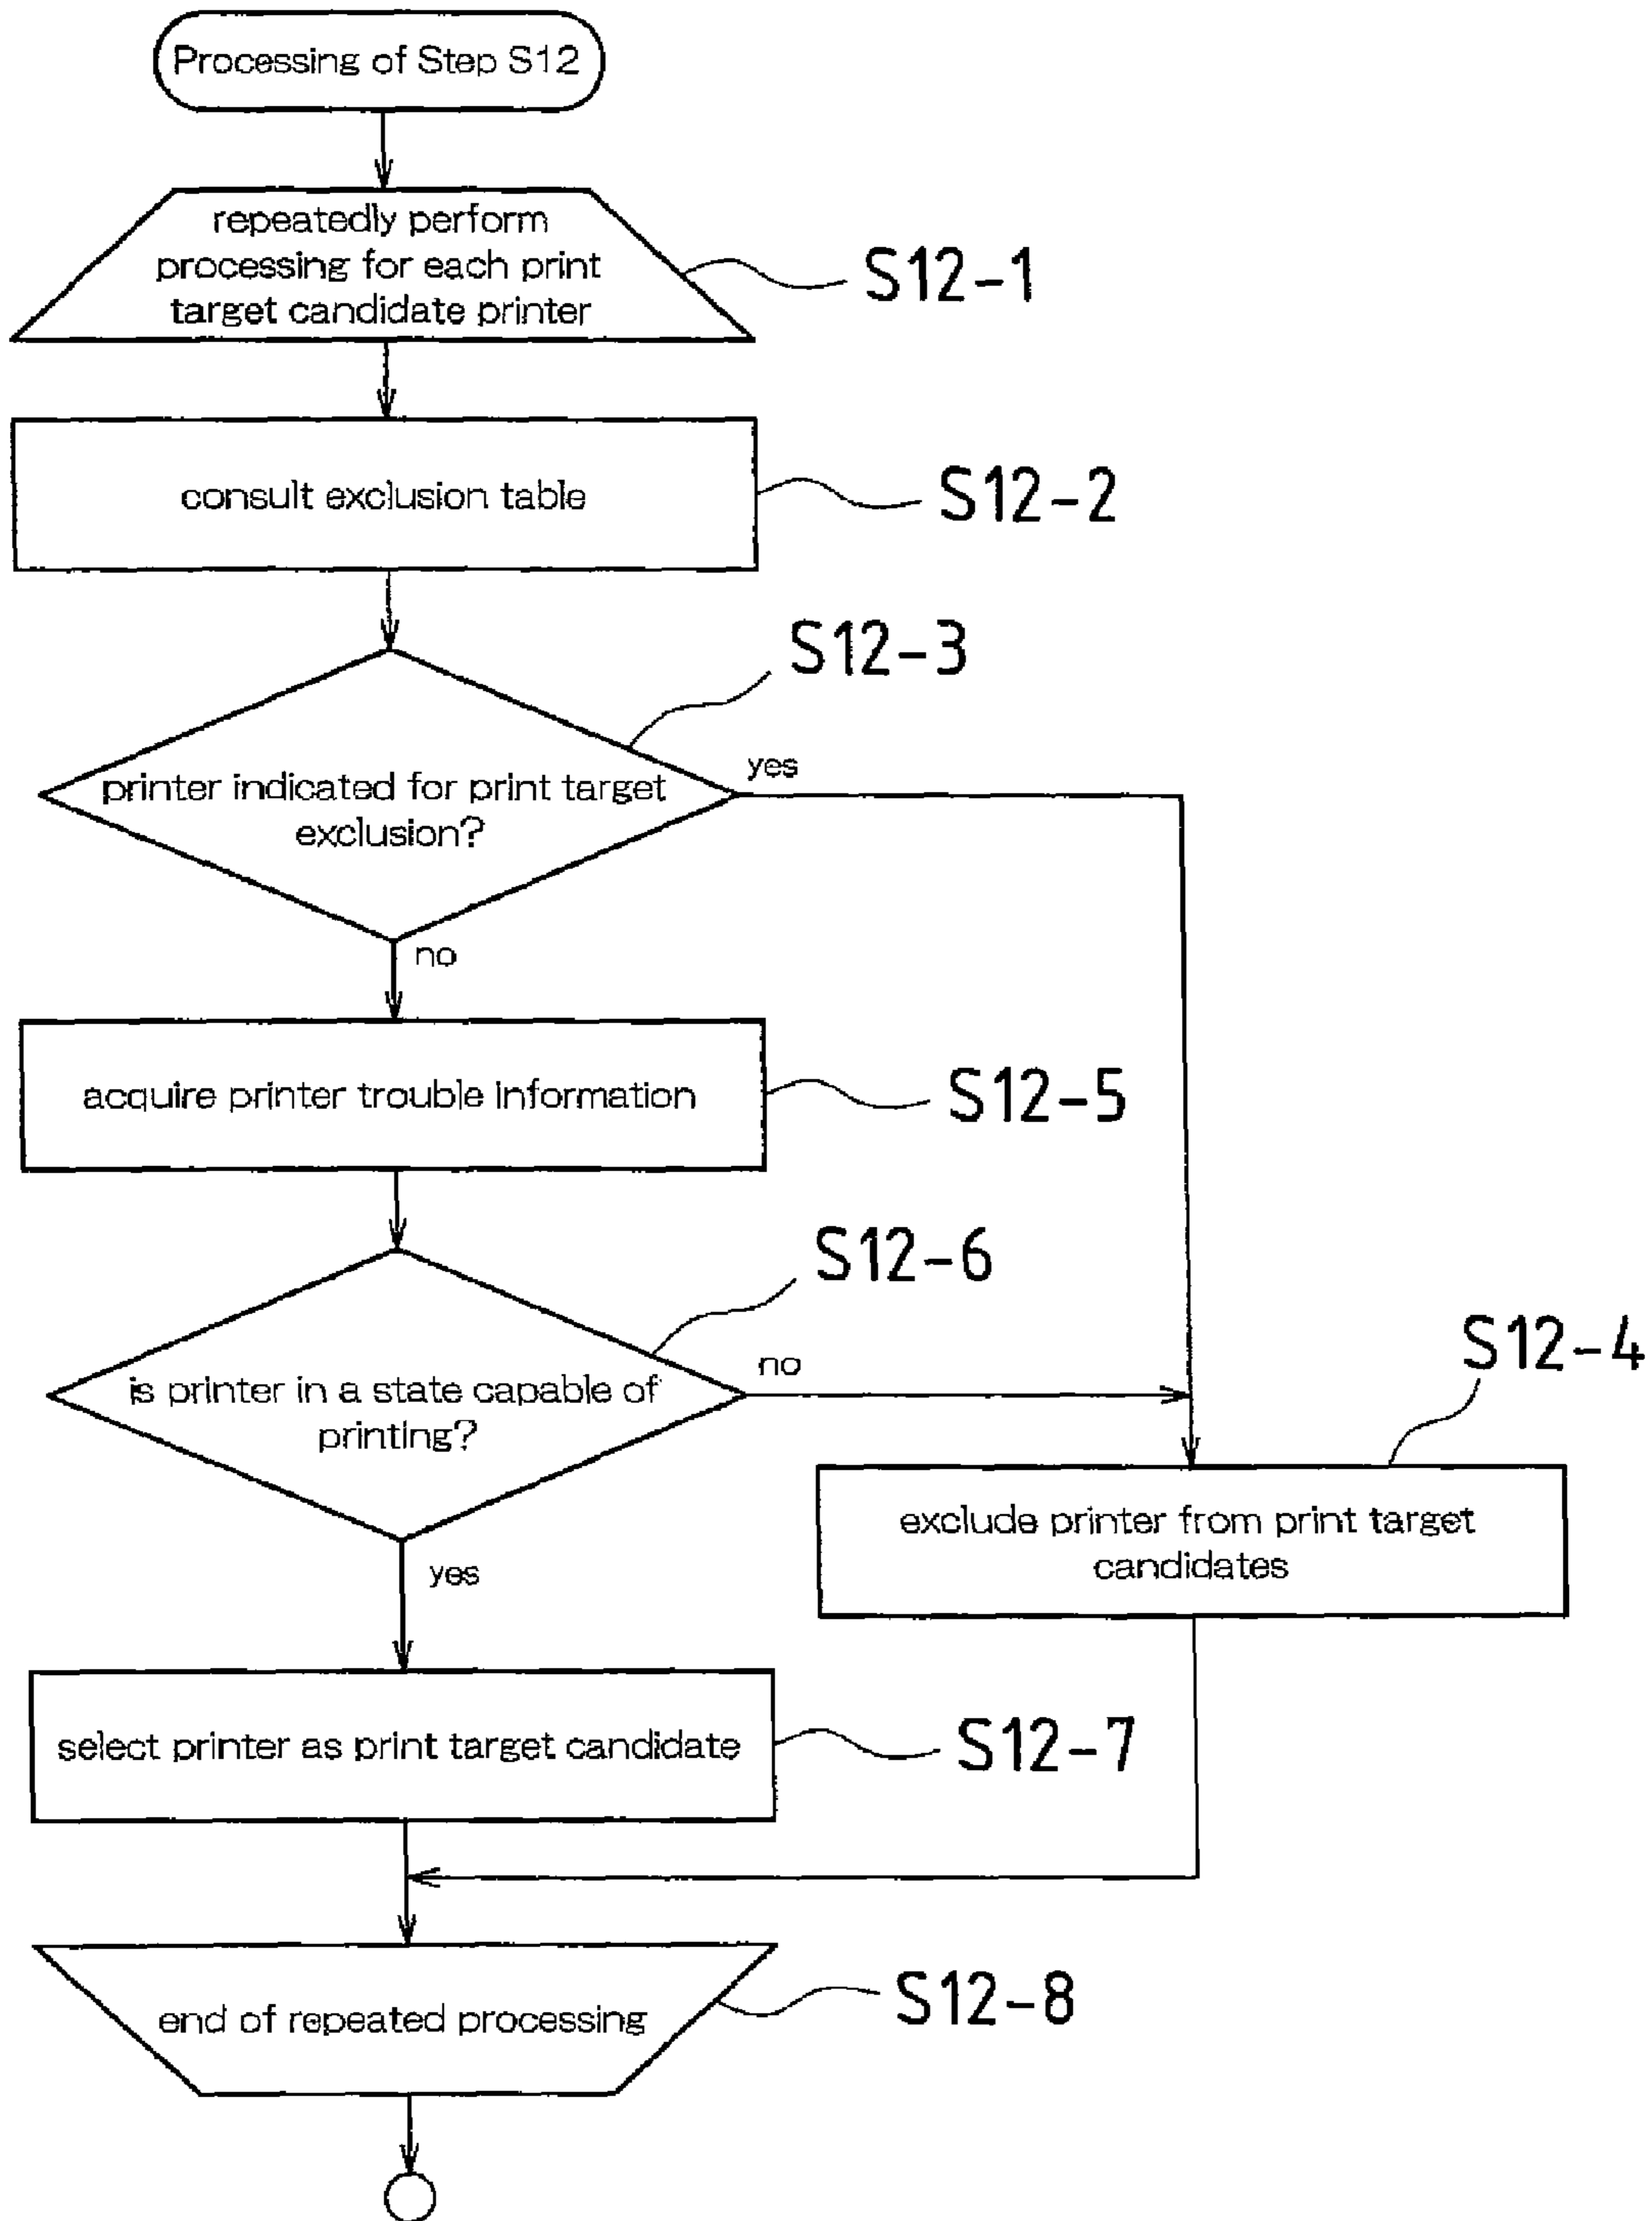 Processing of Step S12
repeatedly perform
processing for each print
target candidate printer
S12-1
consult exclusion table
S12-2
S12-3
printer indicated for print target
exclusion?
yes
no
acquire printer trouble information
S12-5
S12-6
is printer in a state capable of
printing?
no
yes
S12-4
exclude printer from print target
candidates
select printer as print target candidate
S12-7
end of repeated processing
S12-8